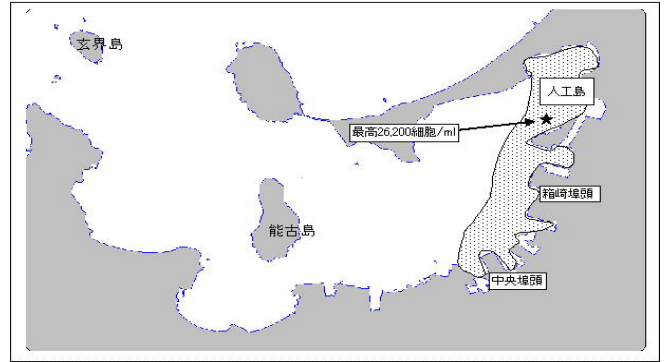 玄界島
人工島
最高26,200細胞/ml
箱崎埠頭
能古島
中央埠頭